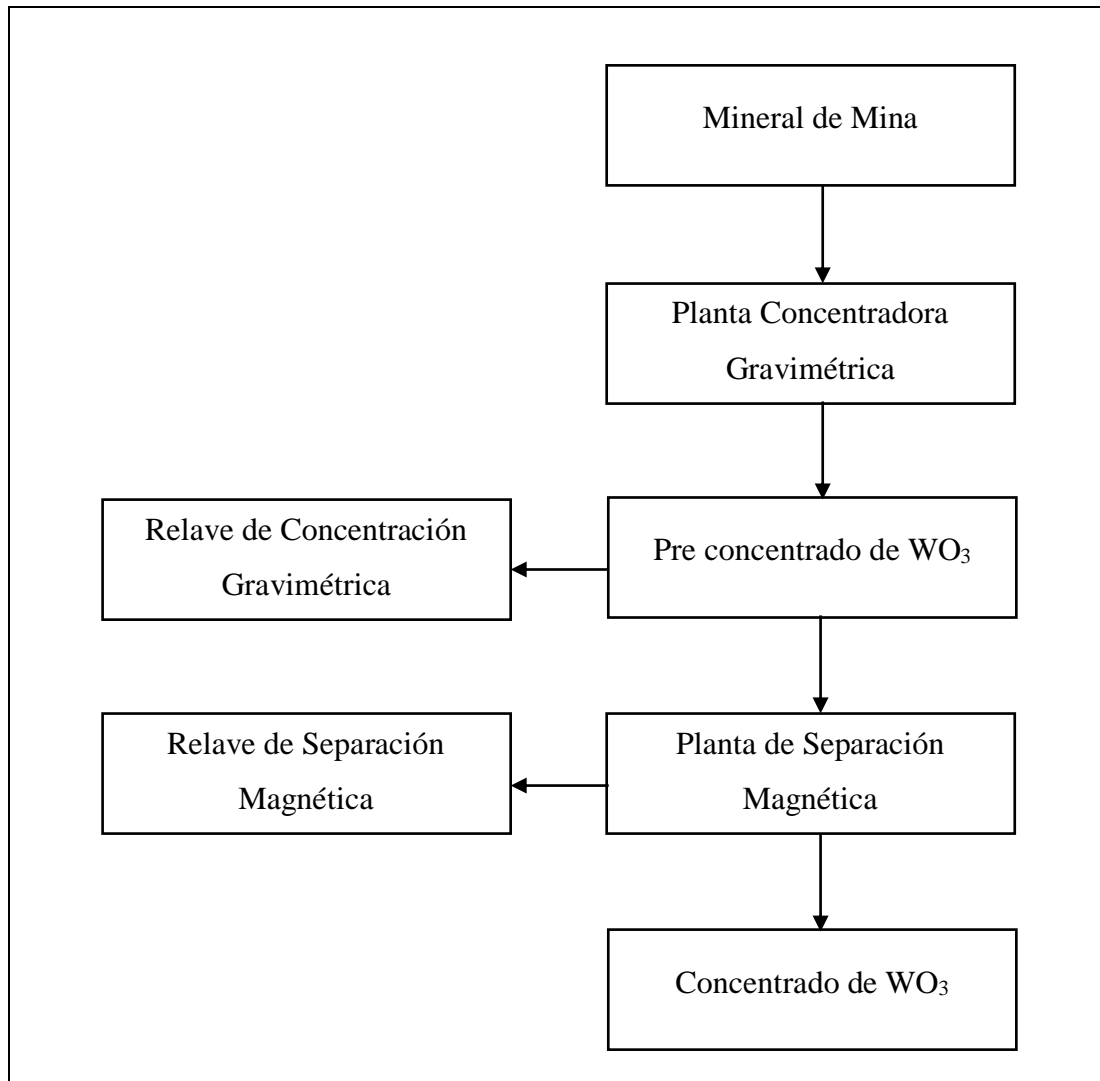 Mineral de Mina
Planta Concentradora
Gravimétrica
Relave de Concentración
Gravimétrica
Pre concentrado de WO₃
Relave de Separación
Magnética
Planta de Separación
Magnética
Concentrado de WO₃